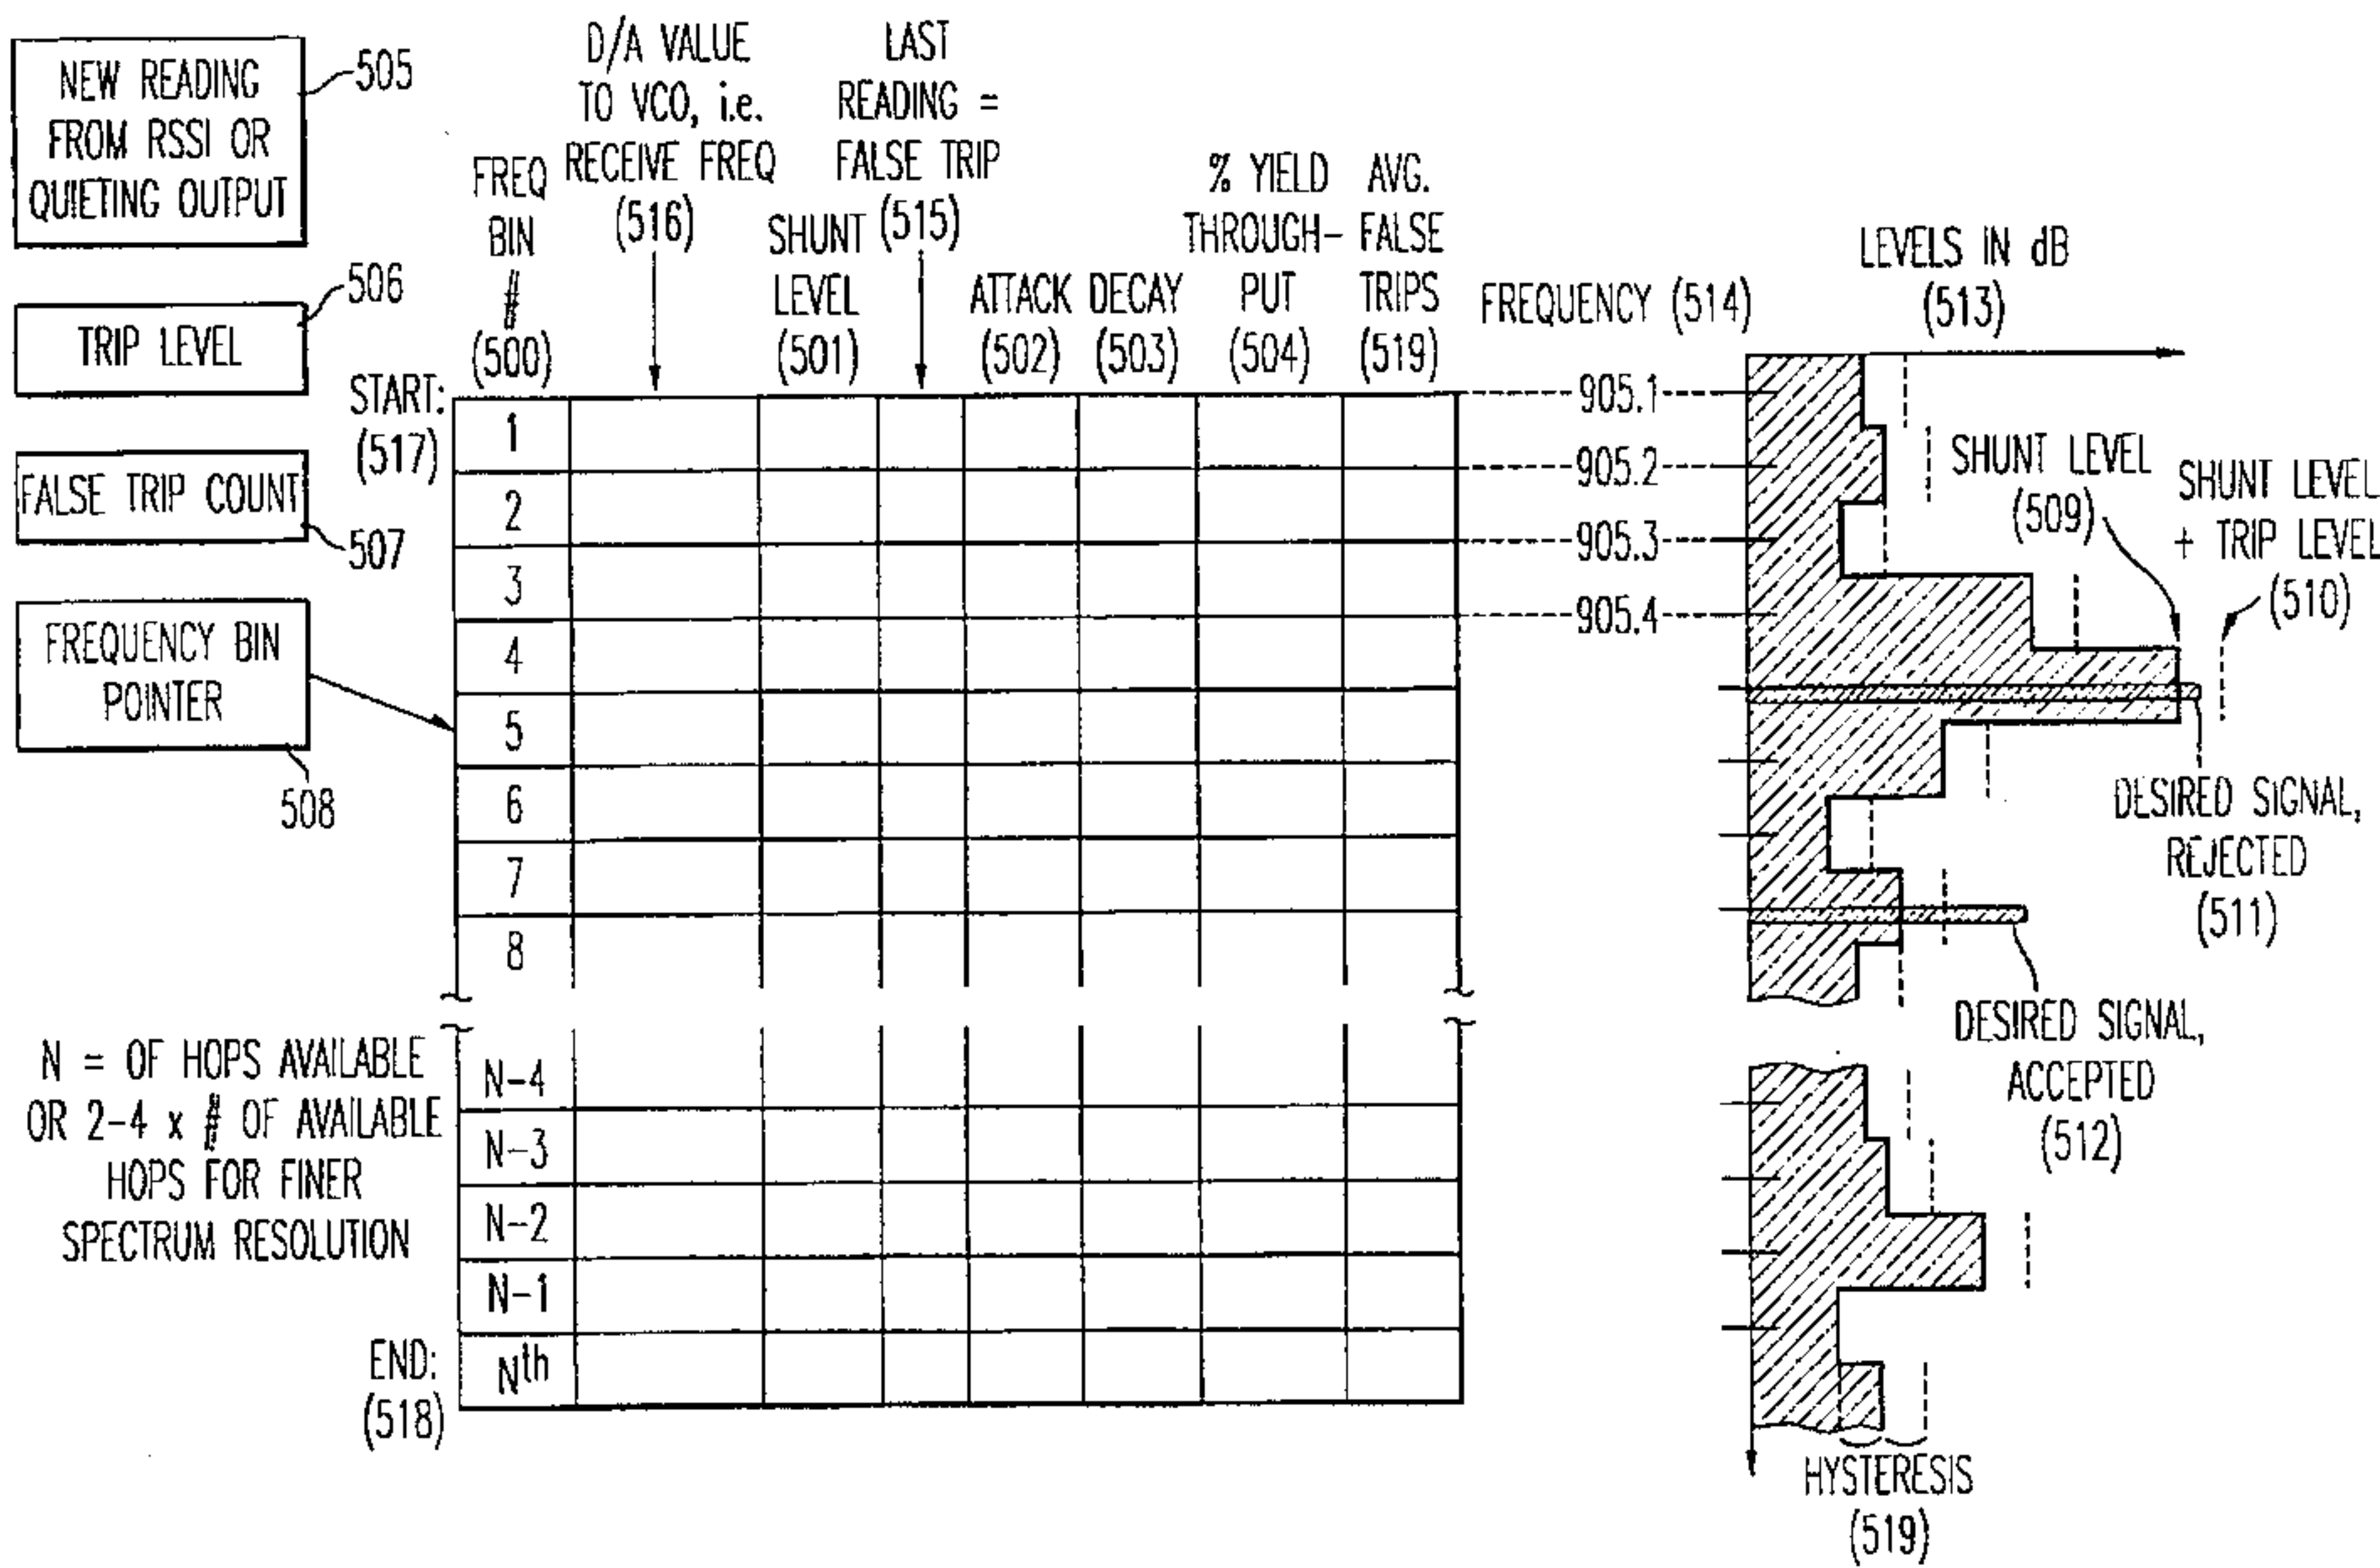 NEW READING
FROM RSSI OR
QUIETING OUTPUT
505
TRIP LEVEL
506
FALSE TRIP COUNT
507
FREQUENCY BIN
POINTER
508
N = OF HOPS AVAILABLE
OR 2-4 x # OF AVAILABLE
HOPS FOR FINER
SPECTRUM RESOLUTION
START:
(517)
END:
(518)
FREQ
BIN
#
(500)
D/A VALUE
TO VCO, i.e.
RECEIVE FREQ
(516)
SHUNT
LEVEL
(501)
LAST
READING =
FALSE TRIP
(515)
ATTACK
(502)
DECAY
(503)
% YIELD
THROUGH-
PUT
(504)
AVG.
FALSE
TRIPS
(519)
1
2
3
4
5
6
7
8
N-4
N-3
N-2
N-1
Nth
FREQUENCY (514)
905.1
905.2
905.3
905.4
LEVELS IN dB
(513)
SHUNT LEVEL
(509)
SHUNT LEVEL
+ TRIP LEVEL
(510)
DESIRED SIGNAL,
REJECTED
(511)
DESIRED SIGNAL,
ACCEPTED
(512)
HYSTERESIS
(519)